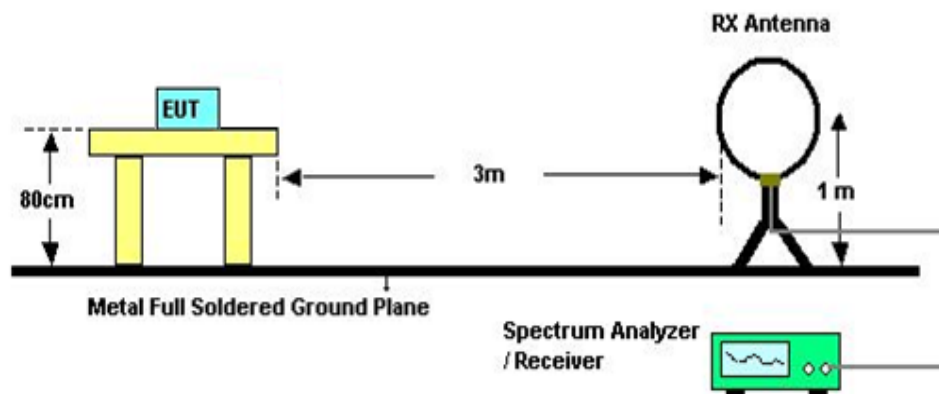 RX Antenna
EUT
3m
80cm
1 m
Metal Full Soldered Ground Plane
Spectrum Analyzer
/ Receiver